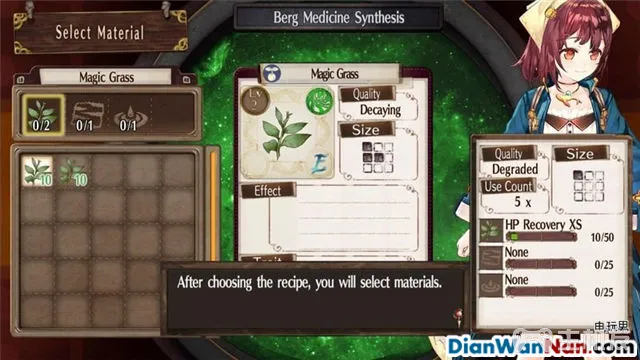 Select Material
Berg Medicine Synthesis
Magic Grass
0/2
0/1
0/1
10
10
Magic Grass
Lv
Quality
Decaying
Size
E
Effect
Trait
After choosing the recipe, you will select materials.
Quality
Degraded
Use Count
5 x
Size
HP Recovery XS
10/50
None
0/25
None
0/25
电玩男
DianWanNan.com